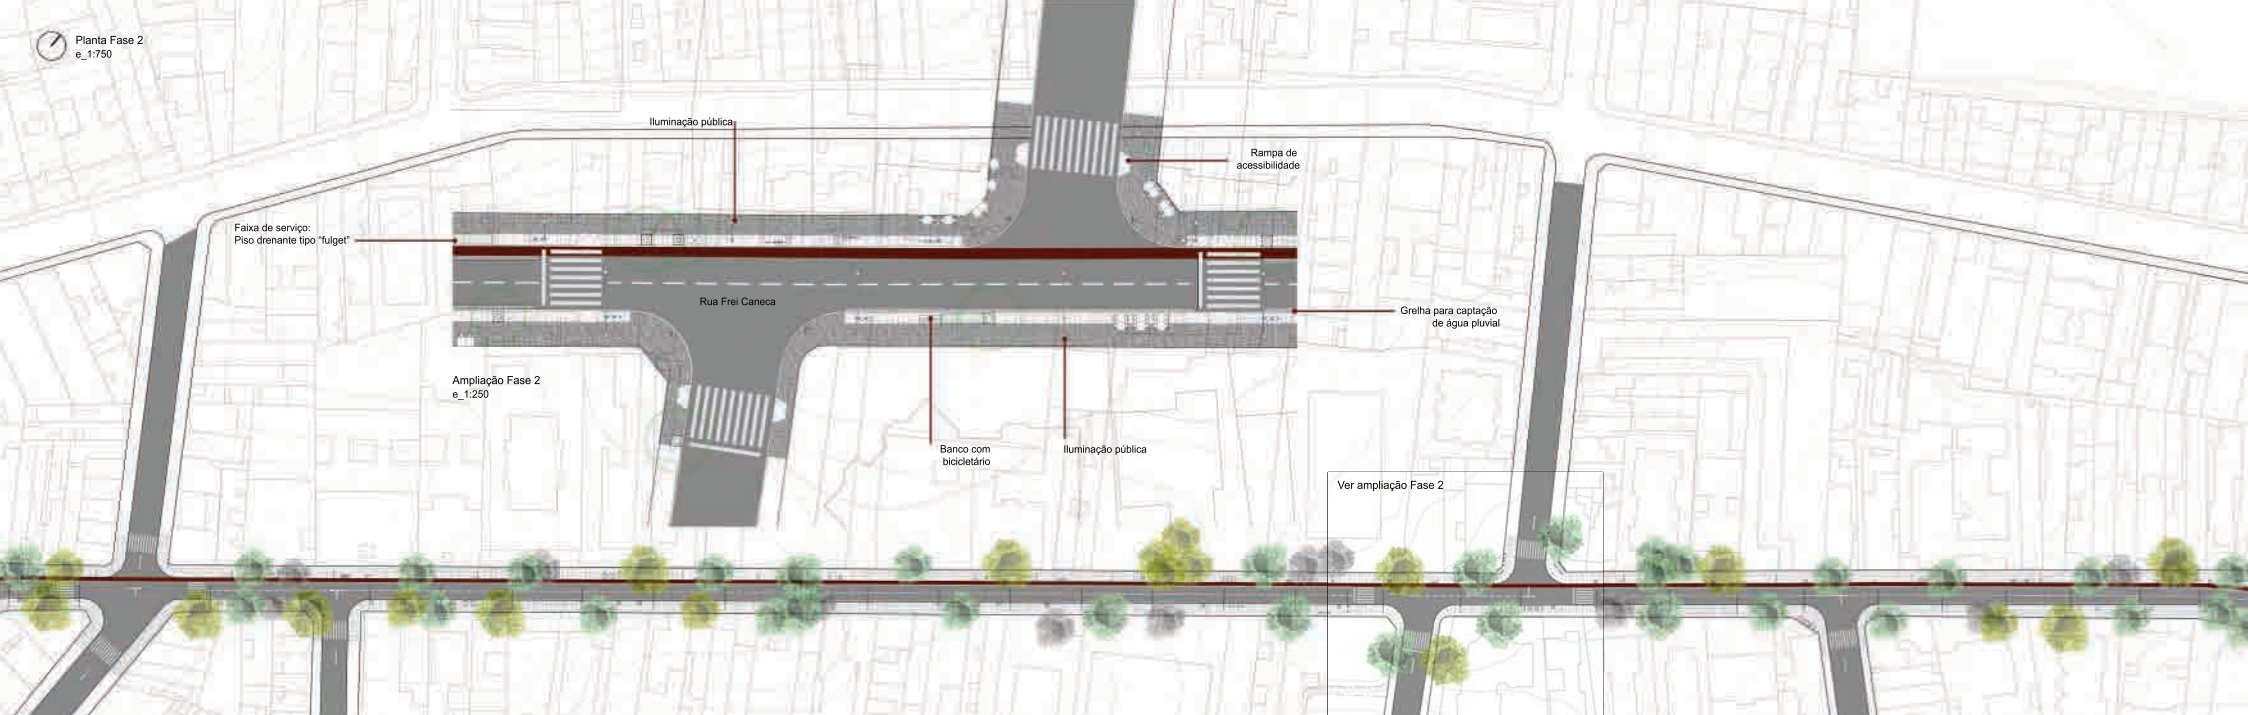 Planta Fase 2
e_1:750
Iluminação pública
Rampa de
acessibilidade
Faixa de serviço:
Piso drenante tipo "fulget"
Rua Frei Caneca
Grelha para captação
de água pluvial
Ampliação Fase 2
e_1:250
Banco com
bicicletário
Iluminação pública
Ver ampliação Fase 2